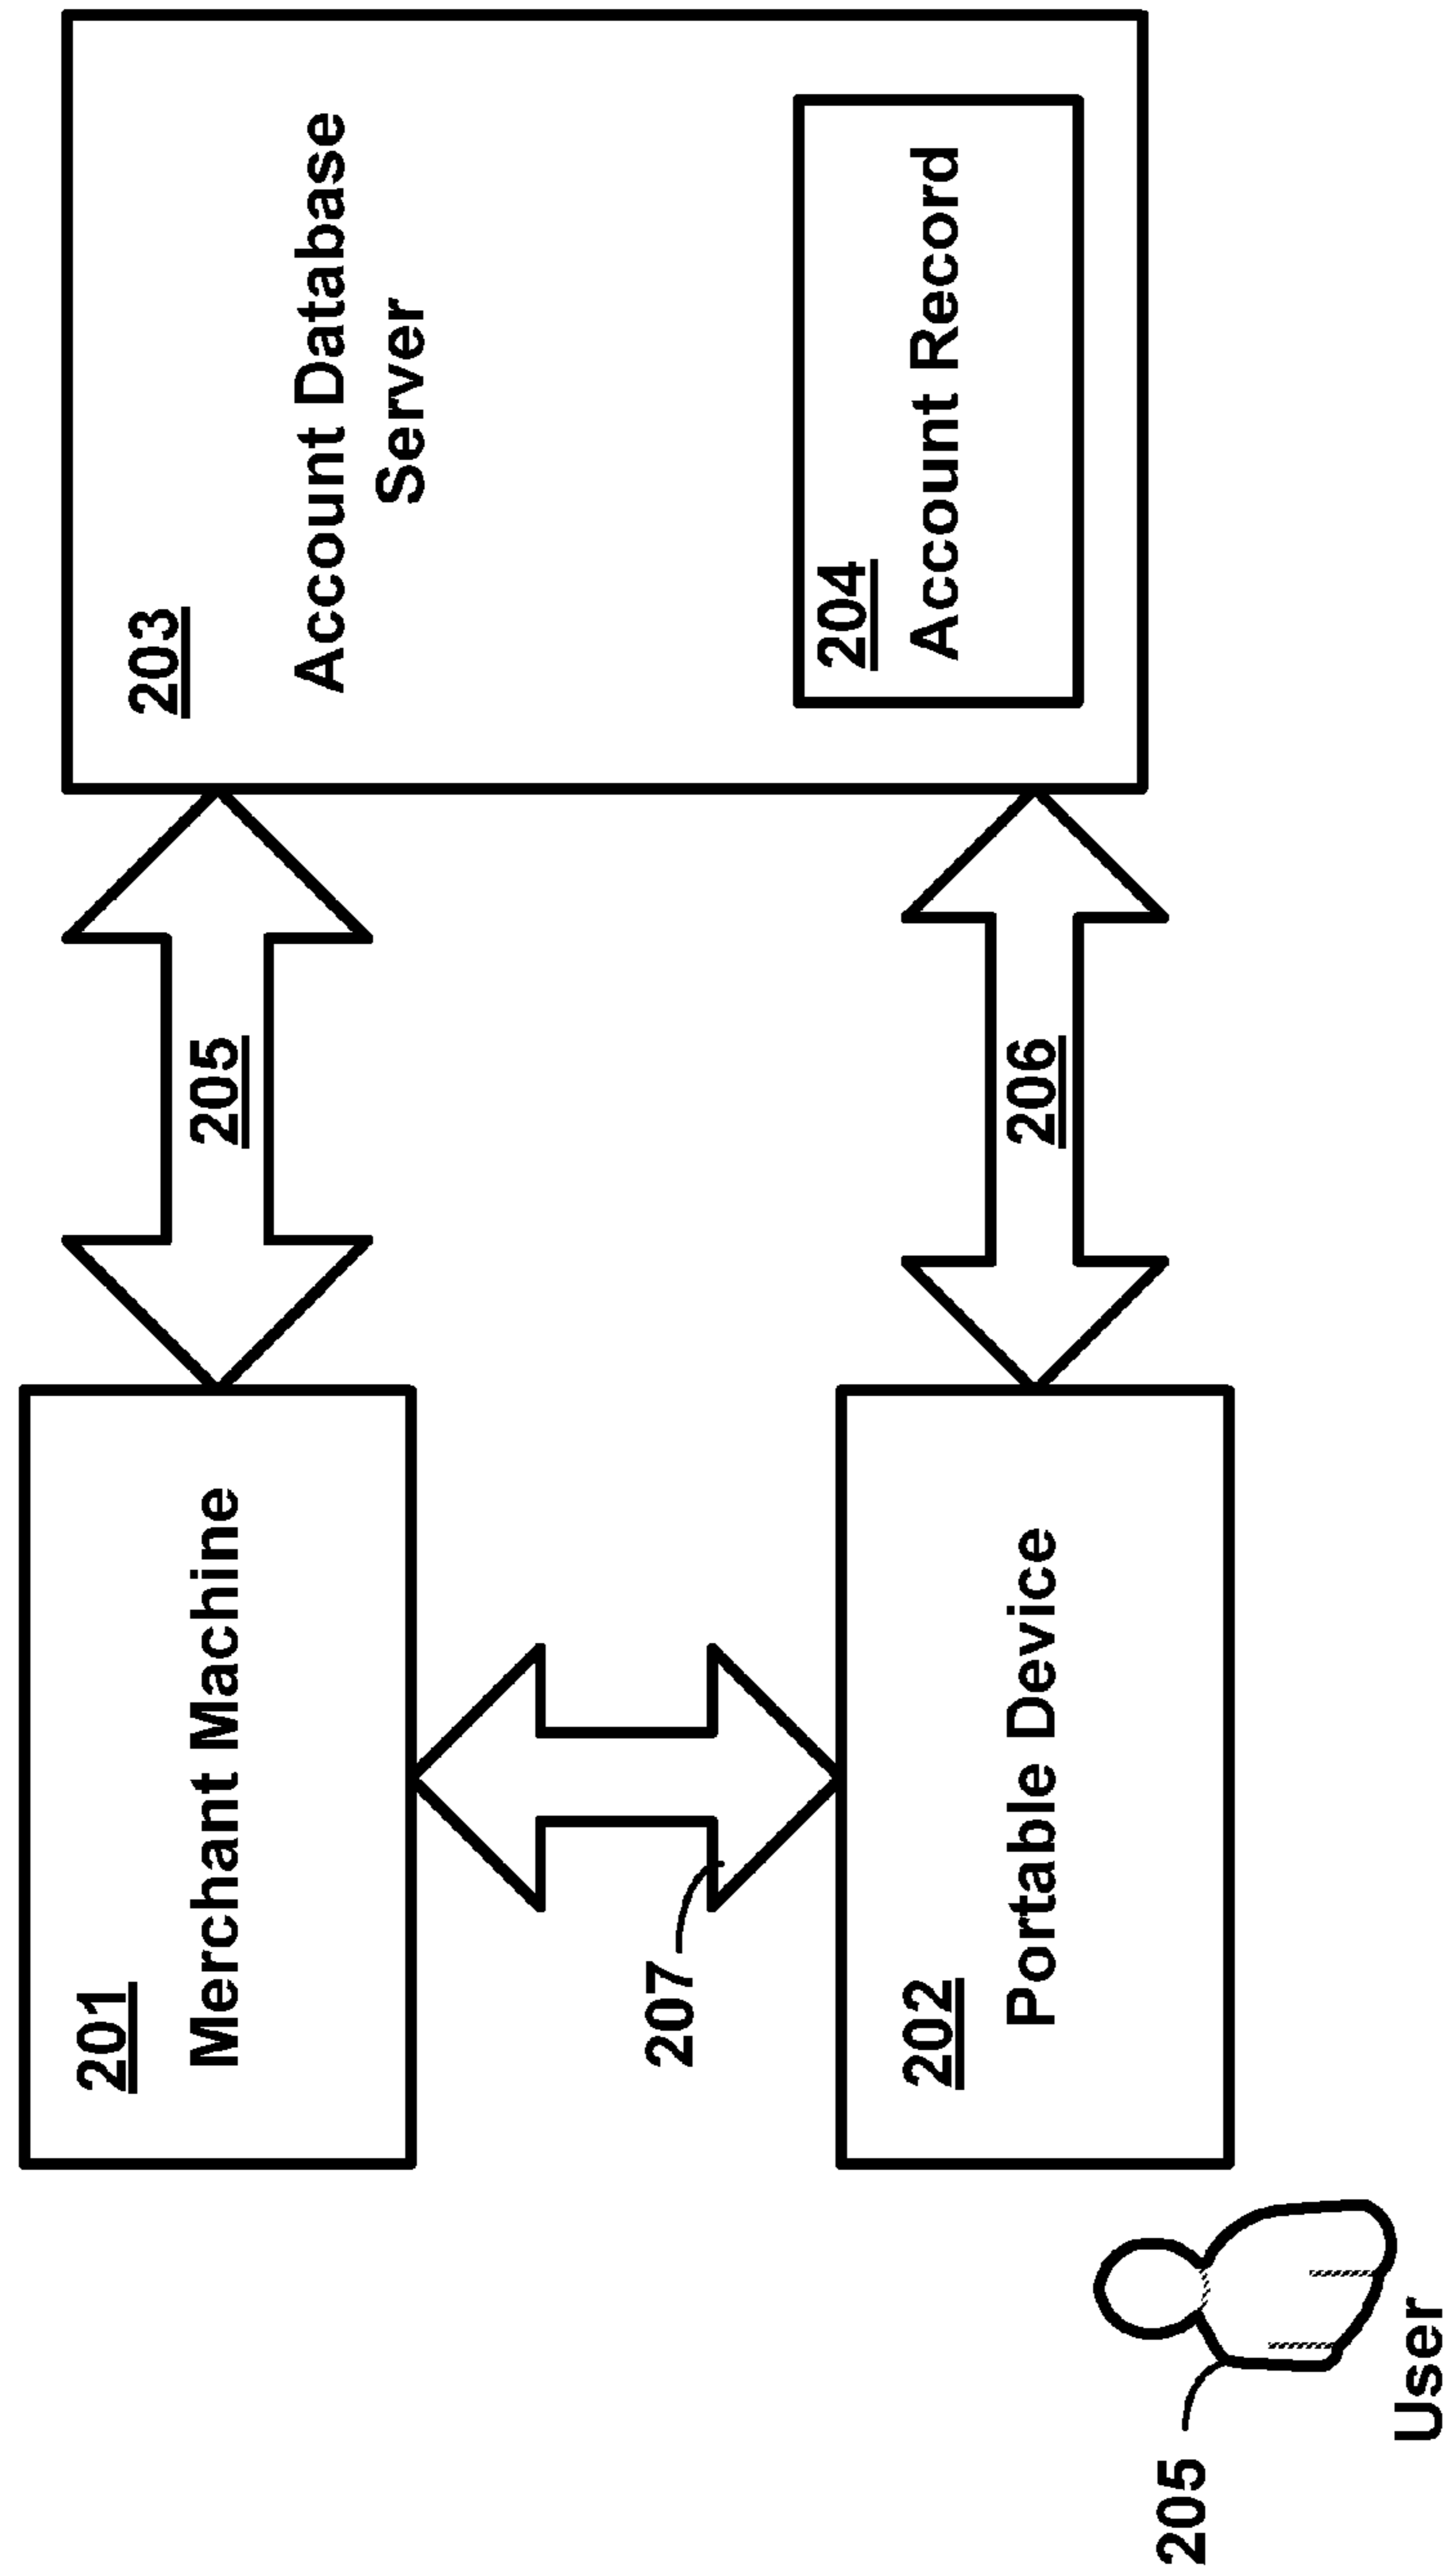 201
Merchant Machine
205
203
Account Database
Server
207
202
Portable Device
206
204
Account Record
205
User